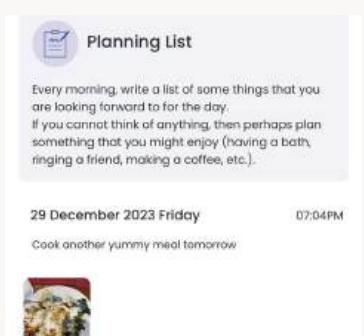 Planning List
Every morning, write a list of some things that you
are looking forward to for the day.
If you cannot think of anything, then perhaps plan
something that you might enjoy (having a bath,
ringing a friend, making a coffee, etc.).
29 December 2023 Friday 07:04PM
Cook another yummy meal tomorrow